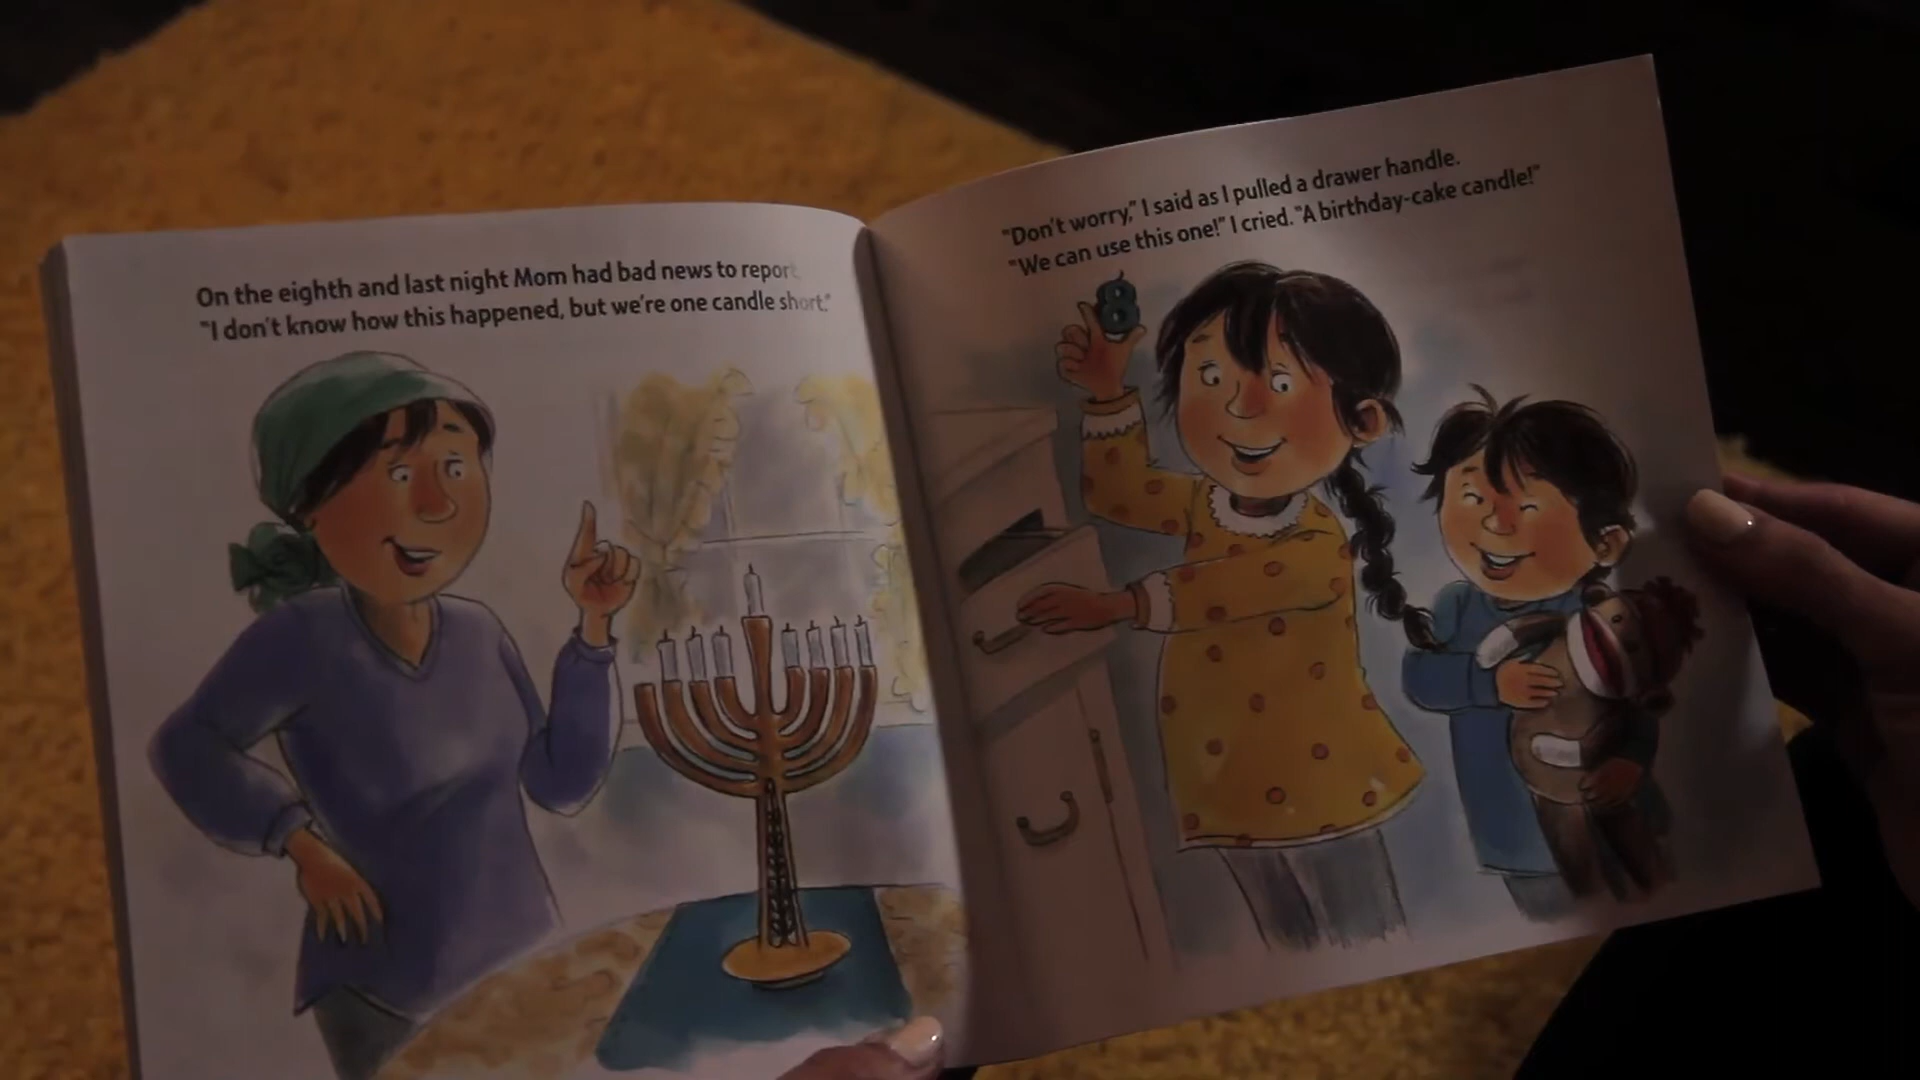 On the eighth and last night Mom had bad news to report.
"I don't know how this happened, but we're one candle short."
"Don't worry," I said as I pulled a drawer handle.
"We can use this one!" I cried. "A birthday-cake candle!"
8